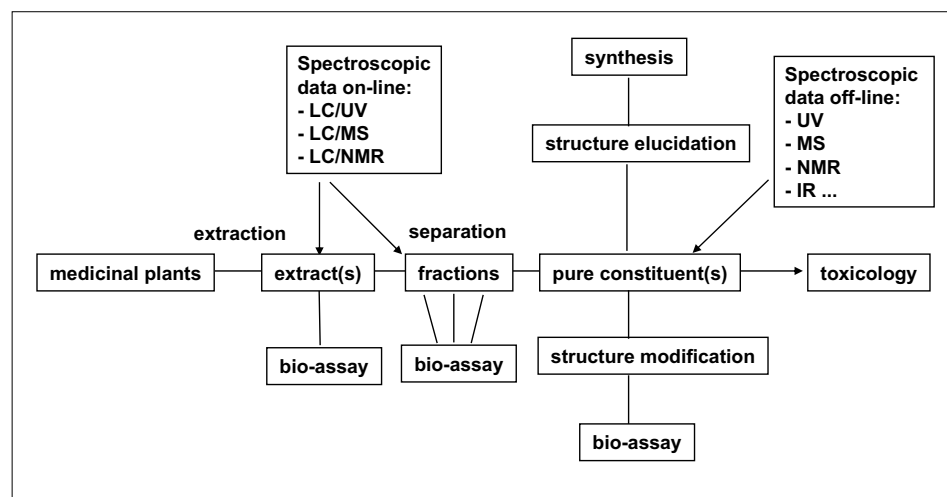 Spectroscopic
data on-line:
- LC/UV
- LC/MS
- LC/NMR
synthesis
structure elucidation
Spectroscopic
data off-line:
- UV
- MS
- NMR
- IR ...
extraction
separation
medicinal plants
extract(s)
fractions
pure constituent(s)
toxicology
bio-assay
bio-assay
structure modification
bio-assay